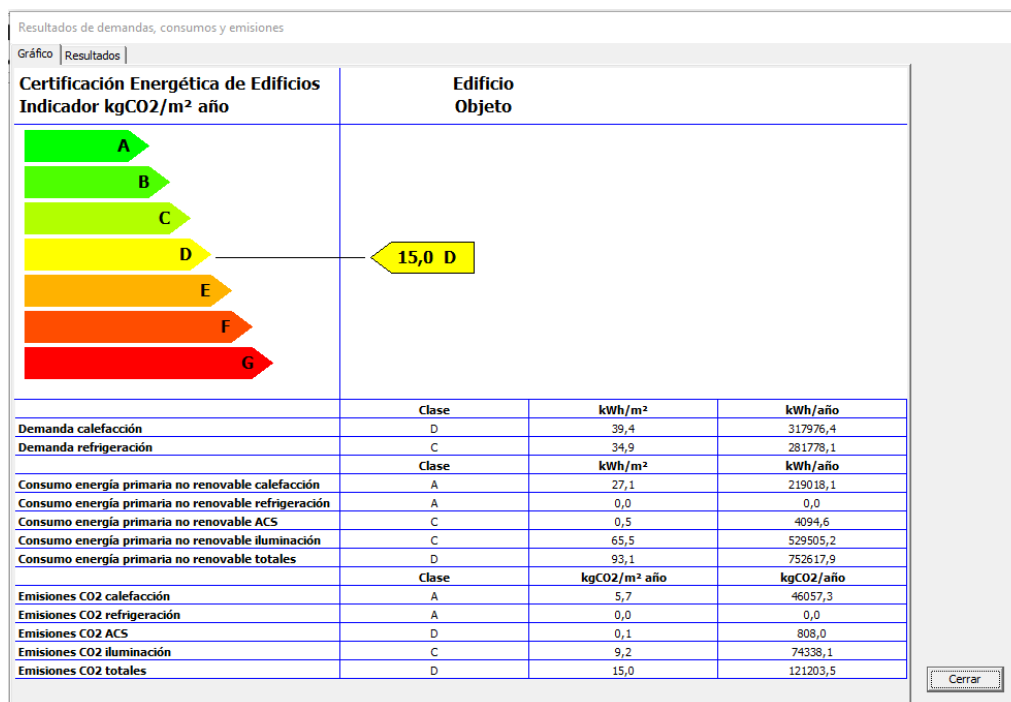 Resultados de demandas, consumos y emisiones
Gráfico Resultados
Certificación Energética de Edificios Edificio
Indicador kgCO2/m² año Objeto
A
B
C
D 15,0 D
E
F
G
Clase kWh/m² kWh/año
Demanda calefacción D 39,4 317976,4
Demanda refrigeración C 34,9 281778,1
Clase kWh/m² kWh/año
Consumo energía primaria no renovable calefacción A 27,1 219018,1
Consumo energía primaria no renovable refrigeración A 0,0 0,0
Consumo energía primaria no renovable ACS C 0,5 4094,6
Consumo energía primaria no renovable iluminación C 65,5 529505,2
Consumo energía primaria no renovable totales D 93,1 752617,9
Clase kgCO2/m² año kgCO2/año
Emisiones CO2 calefacción A 5,7 46057,3
Emisiones CO2 refrigeración A 0,0 0,0
Emisiones CO2 ACS D 0,1 808,0
Emisiones CO2 iluminación C 9,2 74338,1
Emisiones CO2 totales D 15,0 121203,5
Cerrar